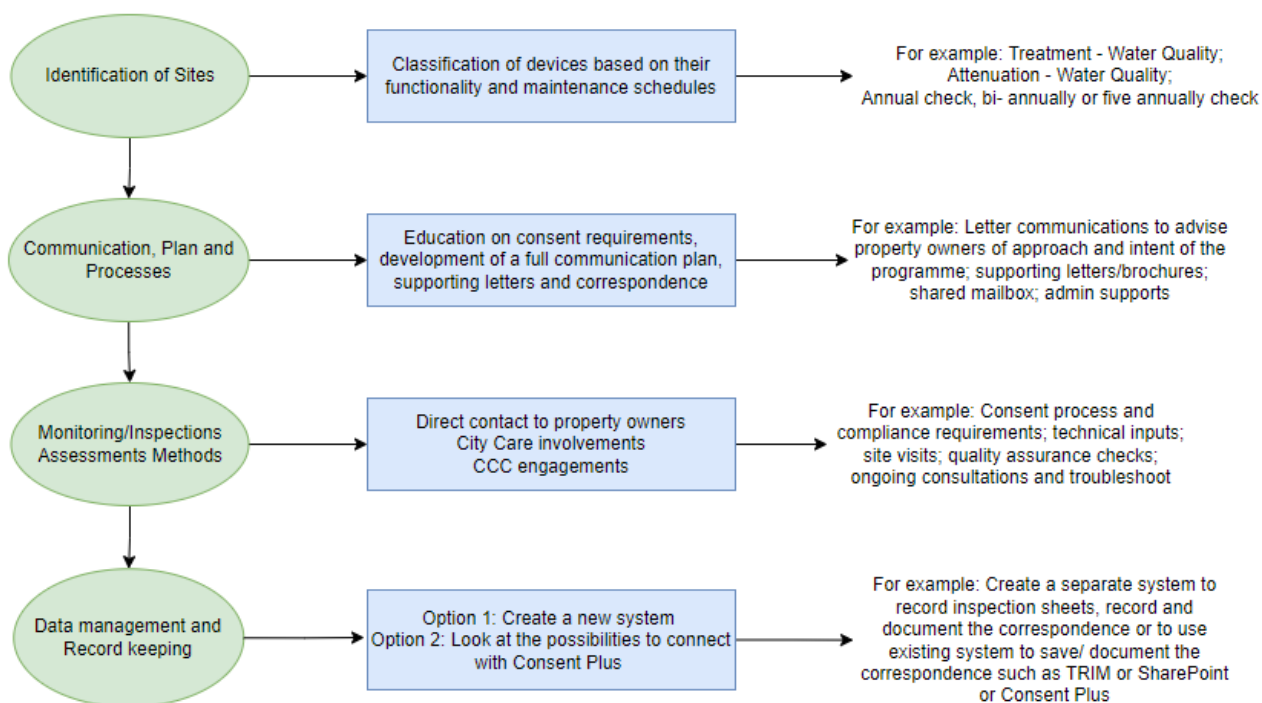 Identification of Sites
Classification of devices based on their
functionality and maintenance schedules
For example: Treatment - Water Quality;
Attenuation - Water Quality;
Annual check, bi- annually or five annually check
Communication, Plan and
Processes
Education on consent requirements,
development of a full communication plan,
supporting letters and correspondence
For example: Letter communications to advise
property owners of approach and intent of the
programme; supporting letters/brochures;
shared mailbox; admin supports
Monitoring/Inspections
Assessments Methods
Direct contact to property owners
City Care involvements
CCC engagements
For example: Consent process and
compliance requirements; technical inputs;
site visits; quality assurance checks;
ongoing consultations and troubleshoot
Data management and
Record keeping
Option 1: Create a new system
Option 2: Look at the possibilities to connect
with Consent Plus
For example: Create a separate system to
record inspection sheets, record and
document the correspondence or to use
existing system to save/ document the
correspondence such as TRIM or SharePoint
or Consent Plus